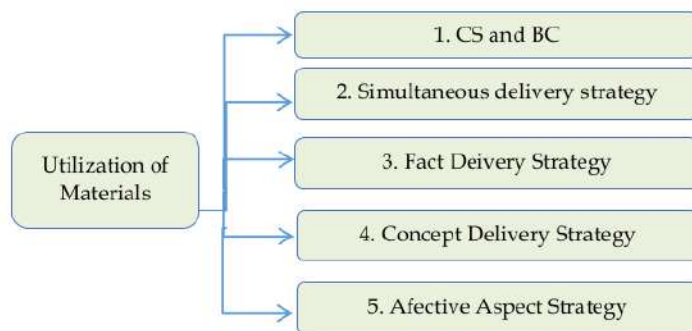 Utilization of
Materials
1. CS and BC
2. Simultaneous delivery strategy
3. Fact Deivery Strategy
4. Concept Delivery Strategy
5. Afective Aspect Strategy